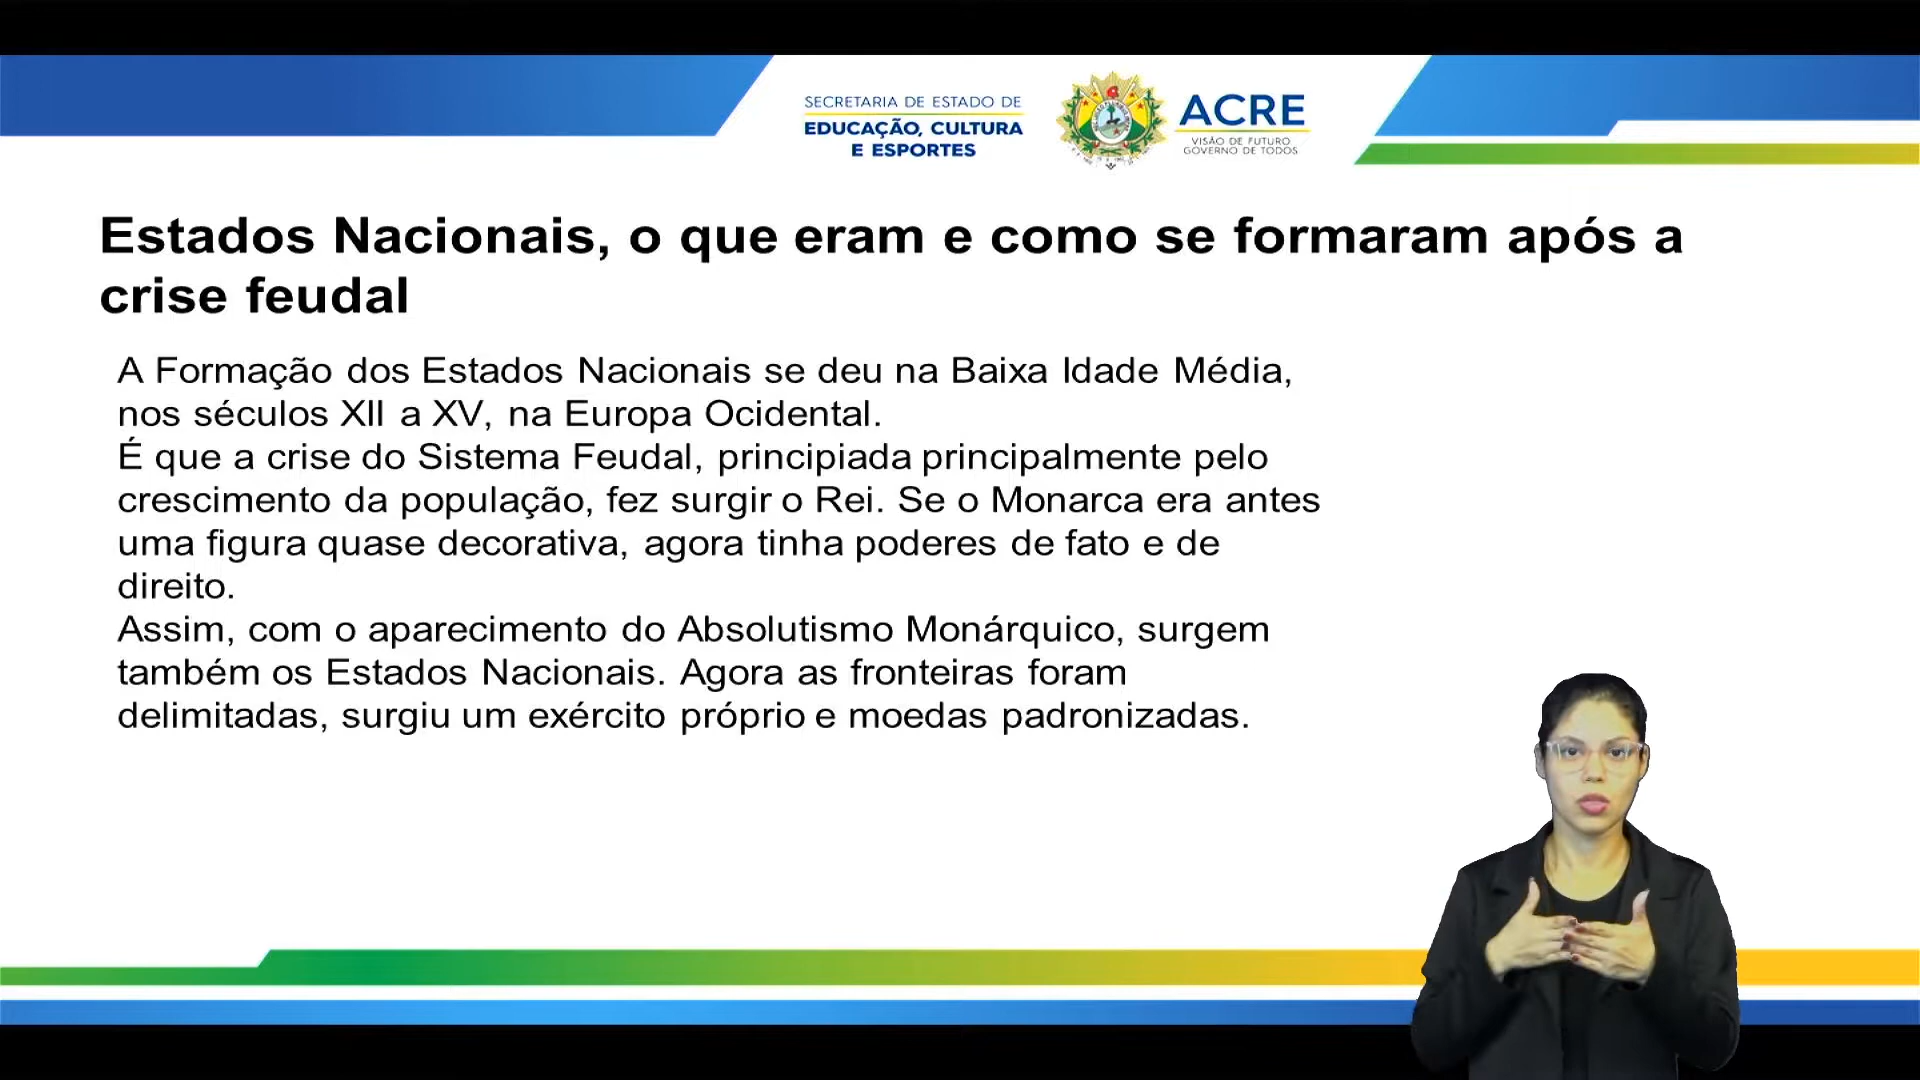 SECRETARIA DE ESTADO DE
EDUCAÇÃO, CULTURA
E ESPORTES
ACRE
VISÃO DE FUTURO
GOVERNO DE TODOS
Estados Nacionais, o que eram e como se formaram após a
crise feudal
A Formação dos Estados Nacionais se deu na Baixa Idade Média,
nos séculos XII a XV, na Europa Ocidental.
É que a crise do Sistema Feudal, principiada principalmente pelo
crescimento da população, fez surgir o Rei. Se o Monarca era antes
uma figura quase decorativa, agora tinha poderes de fato e de
direito.
Assim, com o aparecimento do Absolutismo Monárquico, surgem
também os Estados Nacionais. Agora as fronteiras foram
delimitadas, surgiu um exército próprio e moedas padronizadas.